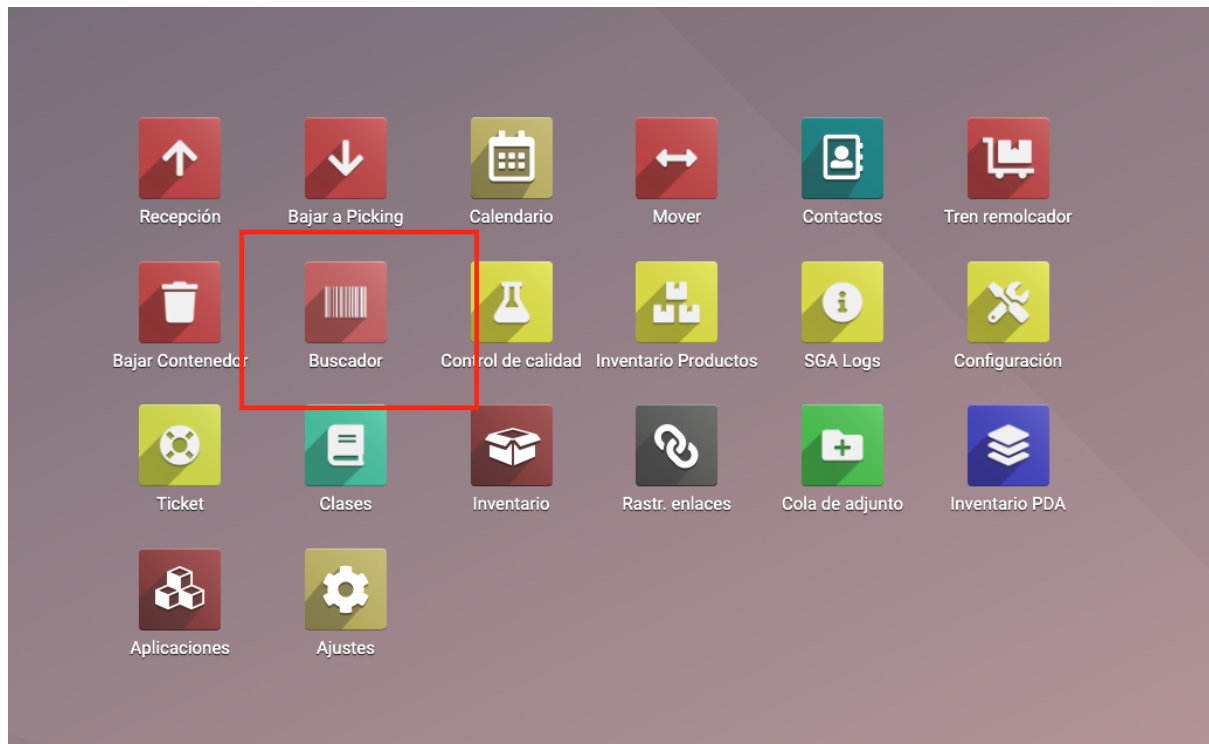 Recepción
Bajar a Picking
Calendario
Mover
Contactos
Tren remolcador
Bajar Contenedor
Buscador
Control de calidad
Inventario Productos
SGA Logs
Configuración
Ticket
Clases
Inventario
Rastr. enlaces
Cola de adjunto
Inventario PDA
Aplicaciones
Ajustes